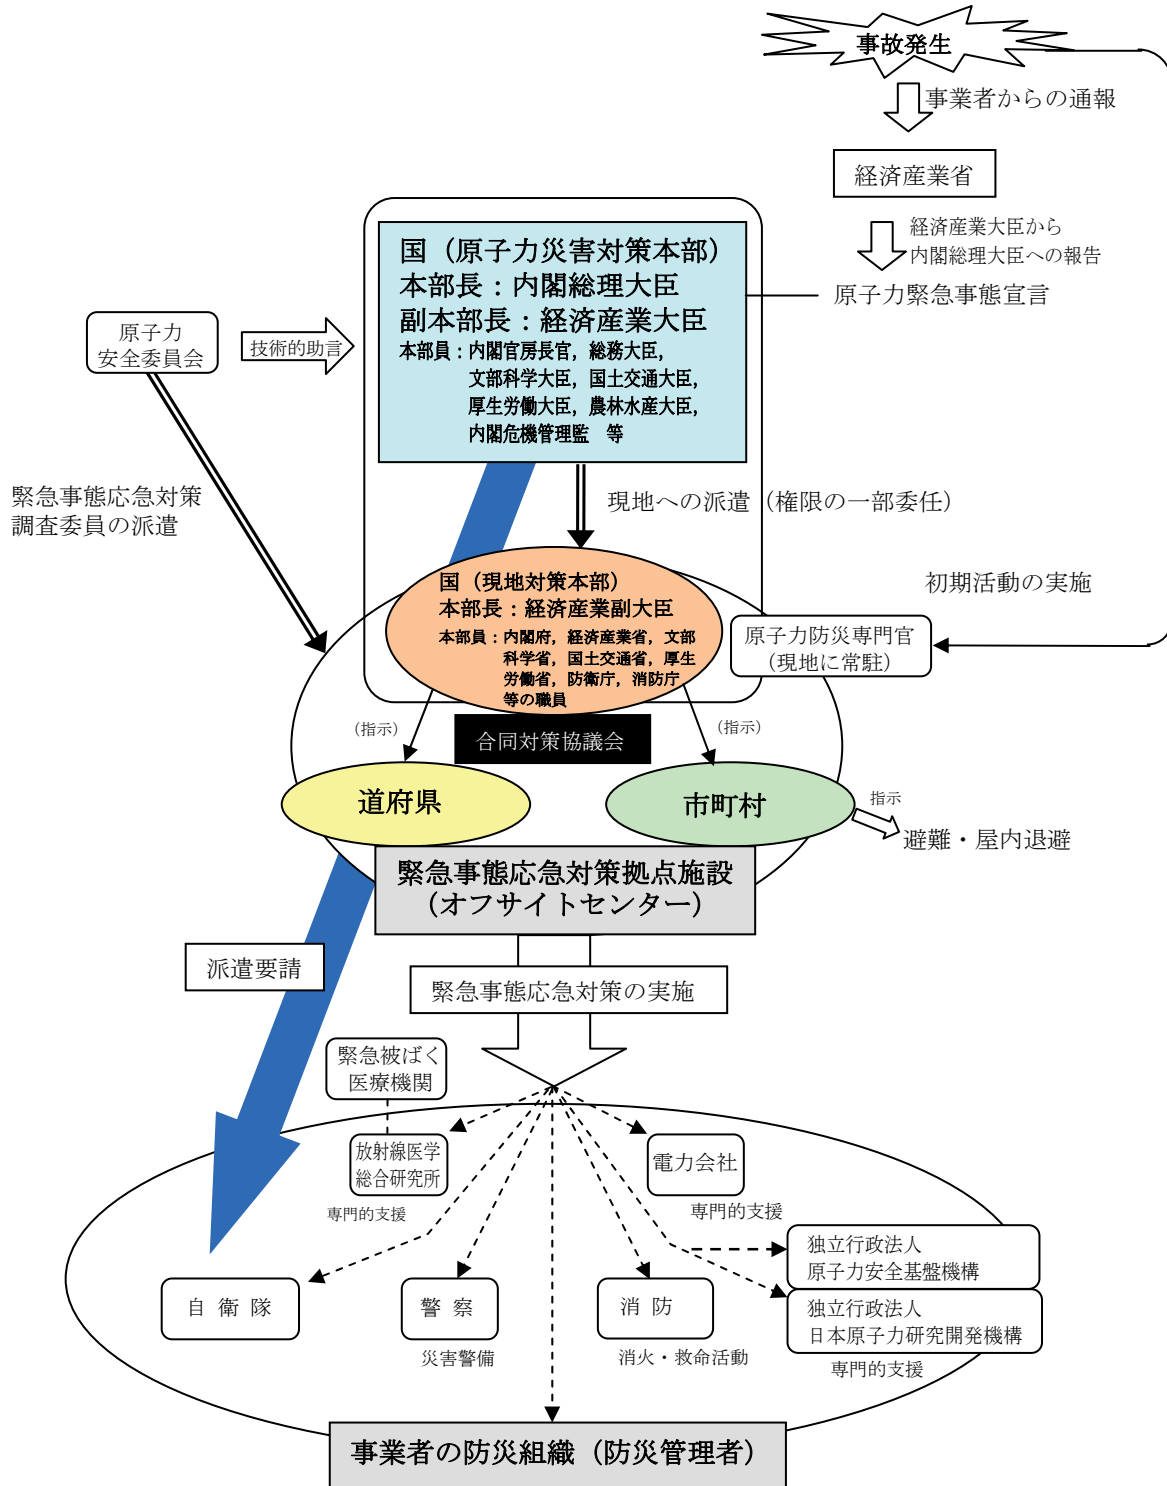 事故発生
事業者からの通報
経済産業省
経済産業大臣から
内閣総理大臣への報告
原子力緊急事態宣言
国（原子力災害対策本部）
本部長：内閣総理大臣
副本部長：経済産業大臣
本部員：内閣官房長官，総務大臣，
文部科学大臣，国土交通大臣，
厚生労働大臣，農林水産大臣，
内閣危機管理監　等
原子力
安全委員会
技術的助言
緊急事態応急対策
調査委員の派遣
現地への派遣（権限の一部委任）
国（現地対策本部）
本部長：経済産業副大臣
本部員：内閣府，経済産業省，文部
科学省，国土交通省，厚生
労働省，防衛庁，消防庁
等の職員
初期活動の実施
原子力防災専門官
（現地に常駐）
（指示）
（指示）
合同対策協議会
道府県
市町村
指示
避難・屋内退避
緊急事態応急対策拠点施設
（オフサイトセンター）
派遣要請
緊急事態応急対策の実施
緊急被ばく
医療機関
放射線医学
総合研究所
専門的支援
電力会社
専門的支援
独立行政法人
原子力安全基盤機構
独立行政法人
日本原子力研究開発機構
専門的支援
自 衛 隊
警 察
災害警備
消 防
消火・救命活動
事業者の防災組織（防災管理者）